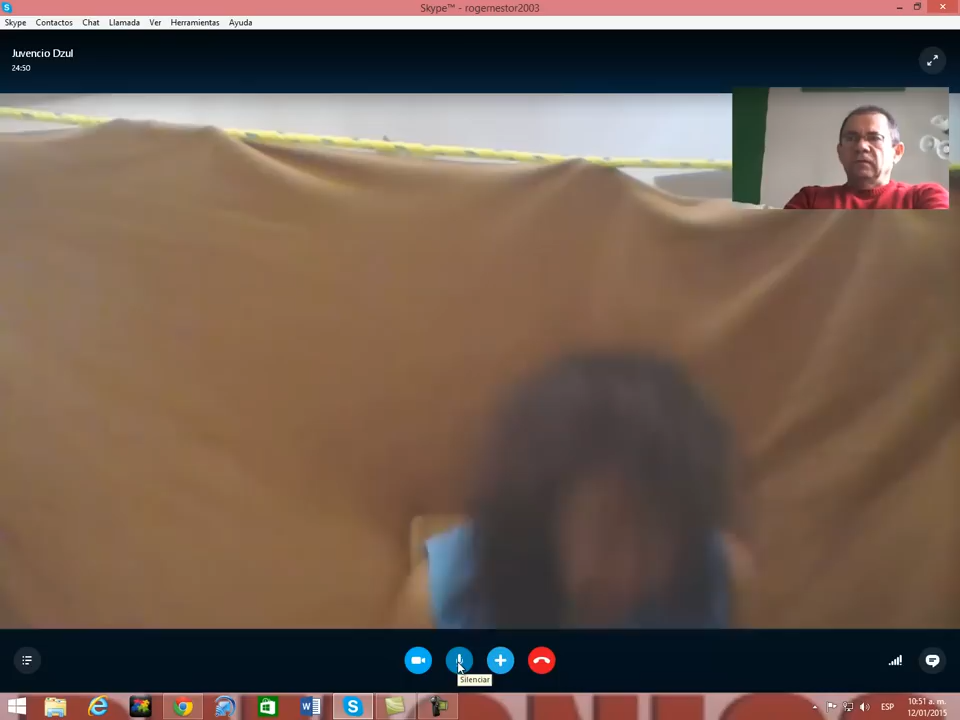 Skype™ - rogernestor2003
Skype Contactos Chat Llamada Ver Herramientas Ayuda
Juvencio Dzul
24:50
Silenciar
ESP
10:51 a. m.
12/01/2015